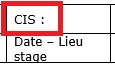 CIS :
Date – Lieu
stage